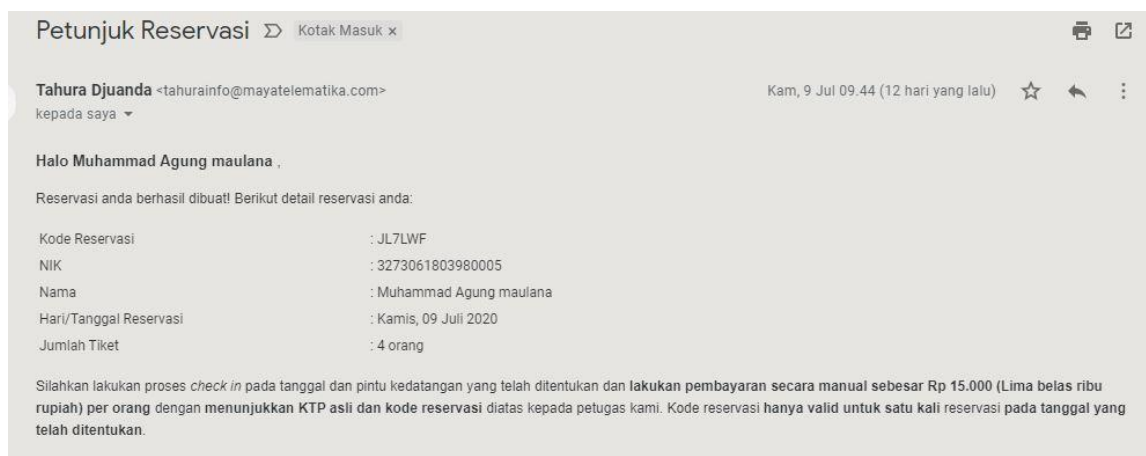 Petunjuk Reservasi Kotak Masuk x
Tahura Djuanda <tahurainfo@mayatelematika.com> Kam, 9 Jul 09.44 (12 hari yang lalu)
kepada saya
Halo Muhammad Agung maulana ,
Reservasi anda berhasil dibuat! Berikut detail reservasi anda:
Kode Reservasi : JL7LWF
NIK : 3273061803980005
Nama : Muhammad Agung maulana
Hari/Tanggal Reservasi : Kamis, 09 Juli 2020
Jumlah Tiket : 4 orang
Silahkan lakukan proses check in pada tanggal dan pintu kedatangan yang telah ditentukan dan lakukan pembayaran secara manual sebesar Rp 15.000 (Lima belas ribu
rupiah) per orang dengan menunjukkan KTP asli dan kode reservasi diatas kepada petugas kami. Kode reservasi hanya valid untuk satu kali reservasi pada tanggal yang
telah ditentukan.